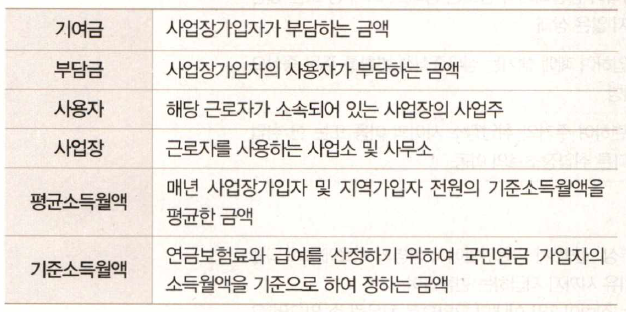 기여금 사업장가입자가 부담하는 금액
부담금 사업장가입자의 사용자가 부담하는 금액
사용자 해당 근로자가 소속되어 있는 사업장의 사업주
사업장 근로자를 사용하는 사업소 및 사무소
평균소득월액 매년 사업장가입자 및 지역가입자 전원의 기준소득월액을
평균한 금액
기준소득월액 연금보험료와 급여를 산정하기 위하여 국민연금 가입자의
소득월액을 기준으로 하여 정하는 금액